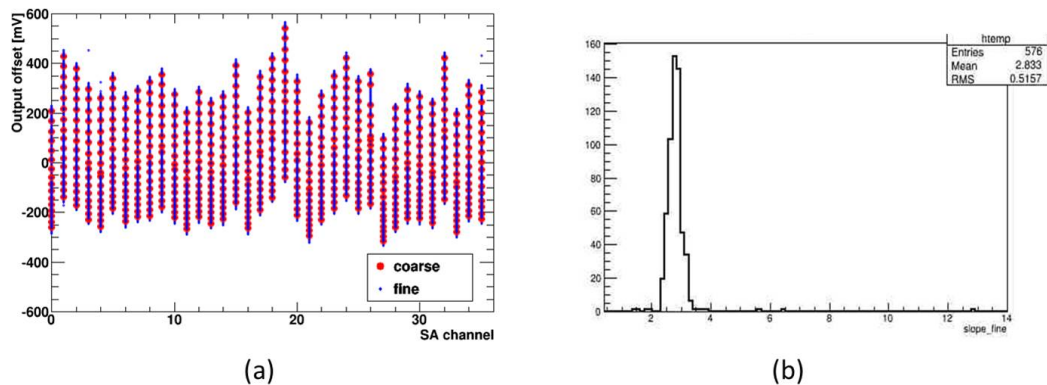 Output offset [mV]
600
400
200
0
-200
-400
-600
0 10 20 30
SA channel
coarse
fine
(a)
htemp
Entries 576
Mean 2.833
RMS 0.5157
160
140
120
100
80
60
40
20
0
2 4 6 8 10 12 14
slope_fine
(b)